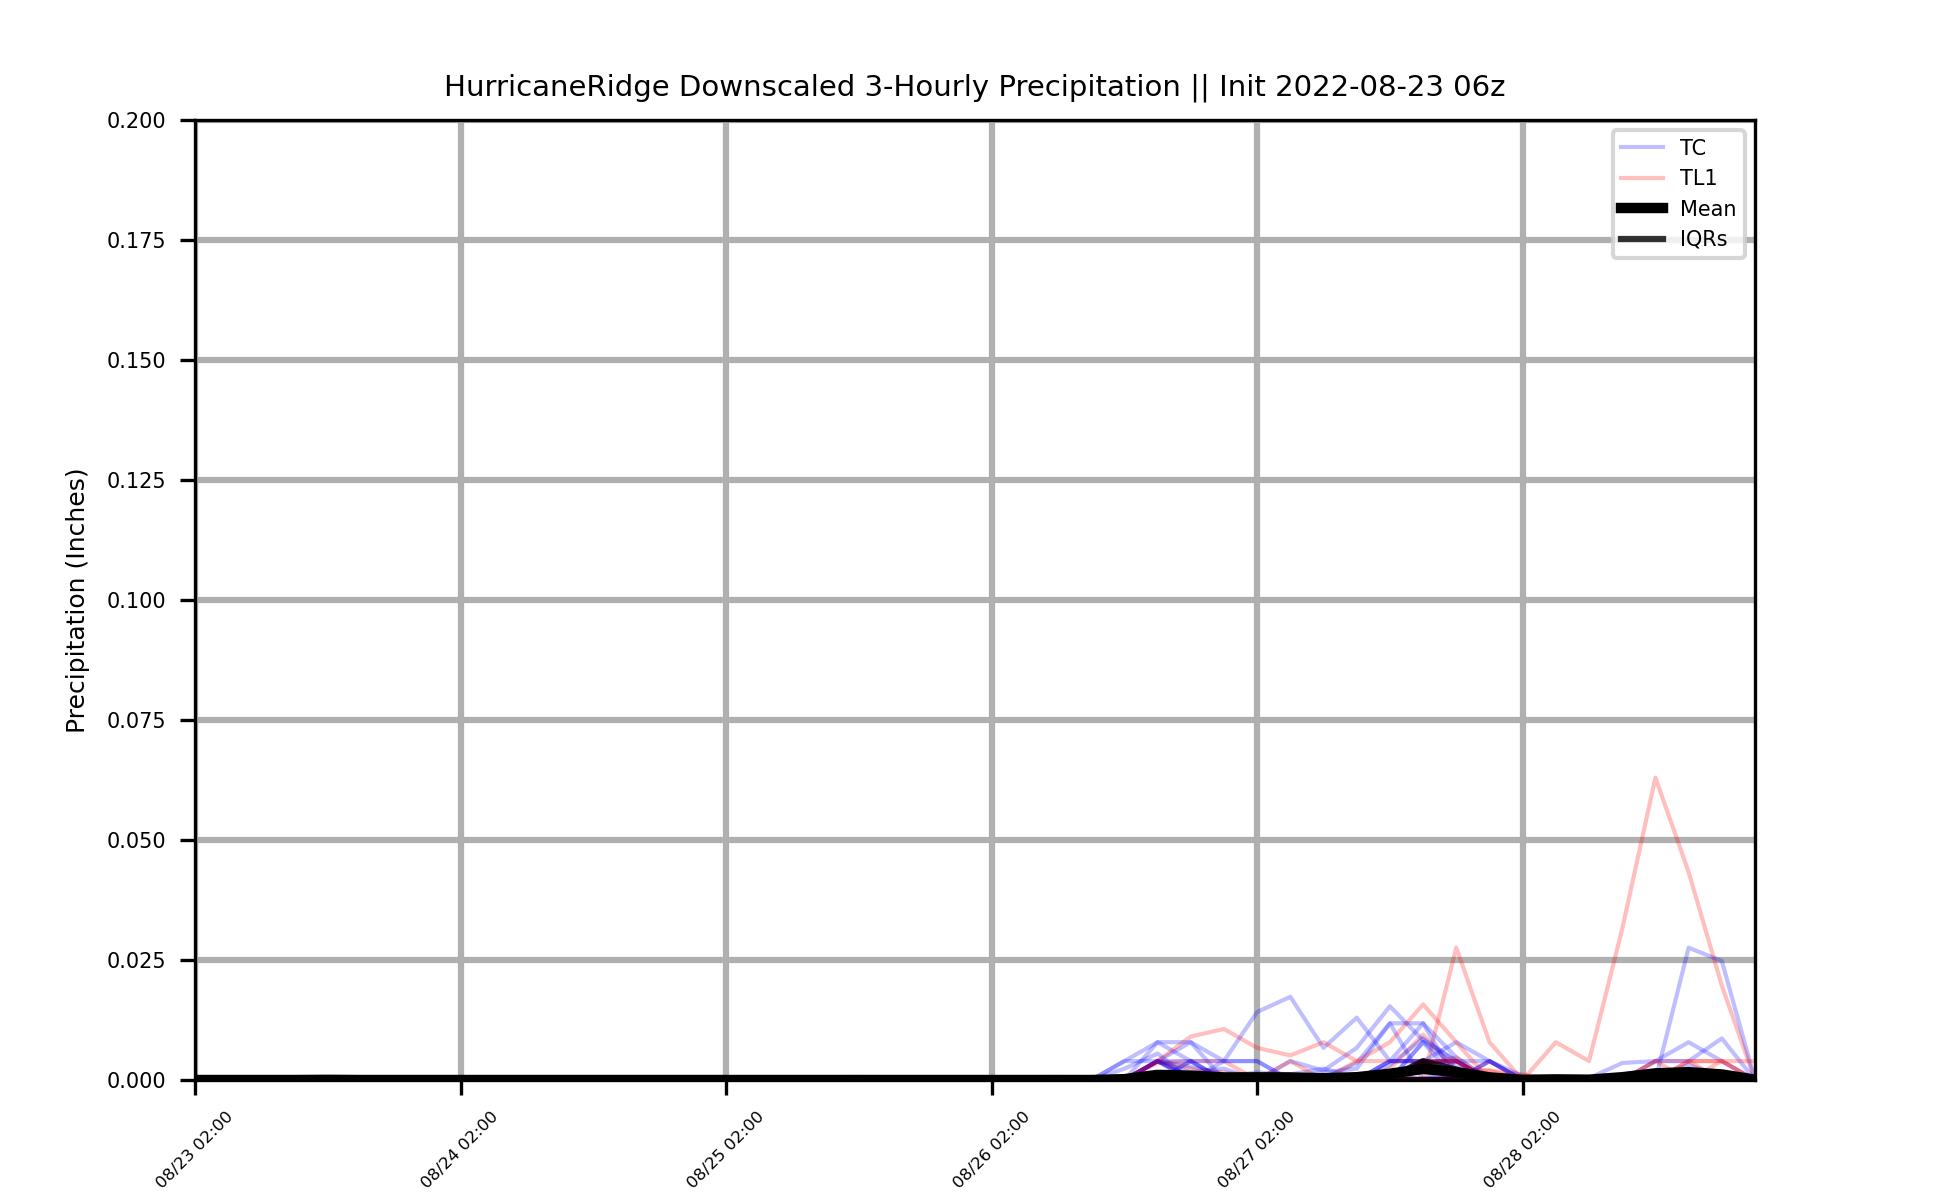 HurricaneRidge Downscaled 3-Hourly Precipitation || Init 2022-08-23 06z
Precipitation (Inches)
0.200
0.175
0.150
0.125
0.100
0.075
0.050
0.025
0.000
TC
TL1
Mean
IQRs
08/23 02:00
08/24 02:00
08/25 02:00
08/26 02:00
08/27 02:00
08/28 02:00